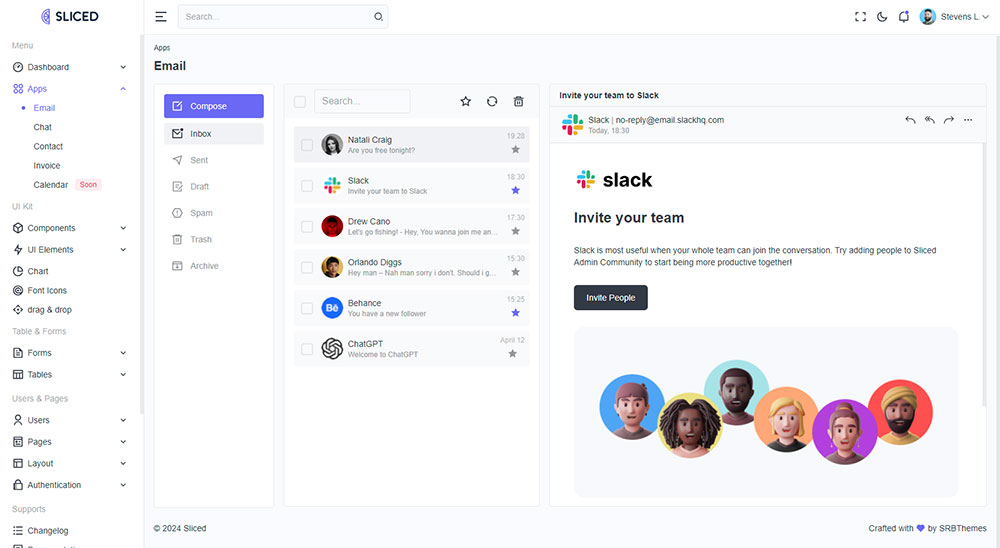 SLICED
Search...
Stevens L.
Menu
Dashboard
Apps
Email
Chat
Contact
Invoice
Calendar Soon
UI Kit
Components
UI Elements
Chart
Font Icons
drag & drop
Table & Forms
Forms
Tables
Users & Pages
Users
Pages
Layout
Authentication
Supports
Changelog
Apps
Email
Compose
Inbox
Sent
Draft
Spam
Trash
Archive
Search...
Natali Craig 19:28
Are you free tonight?
Slack 18:30
Invite your team to Slack
Drew Cano 17:30
Let's go fishing! - Hey, You wanna join me an...
Orlando Diggs 15:30
Hey man – Nah man sorry i don't. Should i g...
Bē
Behance 15:25
You have a new follower
ChatGPT April 12
Welcome to ChatGPT
Invite your team to Slack
Slack | no-reply@email.slackhq.com
Today, 18:30
slack
Invite your team
Slack is most useful when your whole team can join the conversation. Try adding people to Sliced
Admin Community to start being more productive together!
Invite People
© 2024 Sliced
Crafted with by SRBThemes